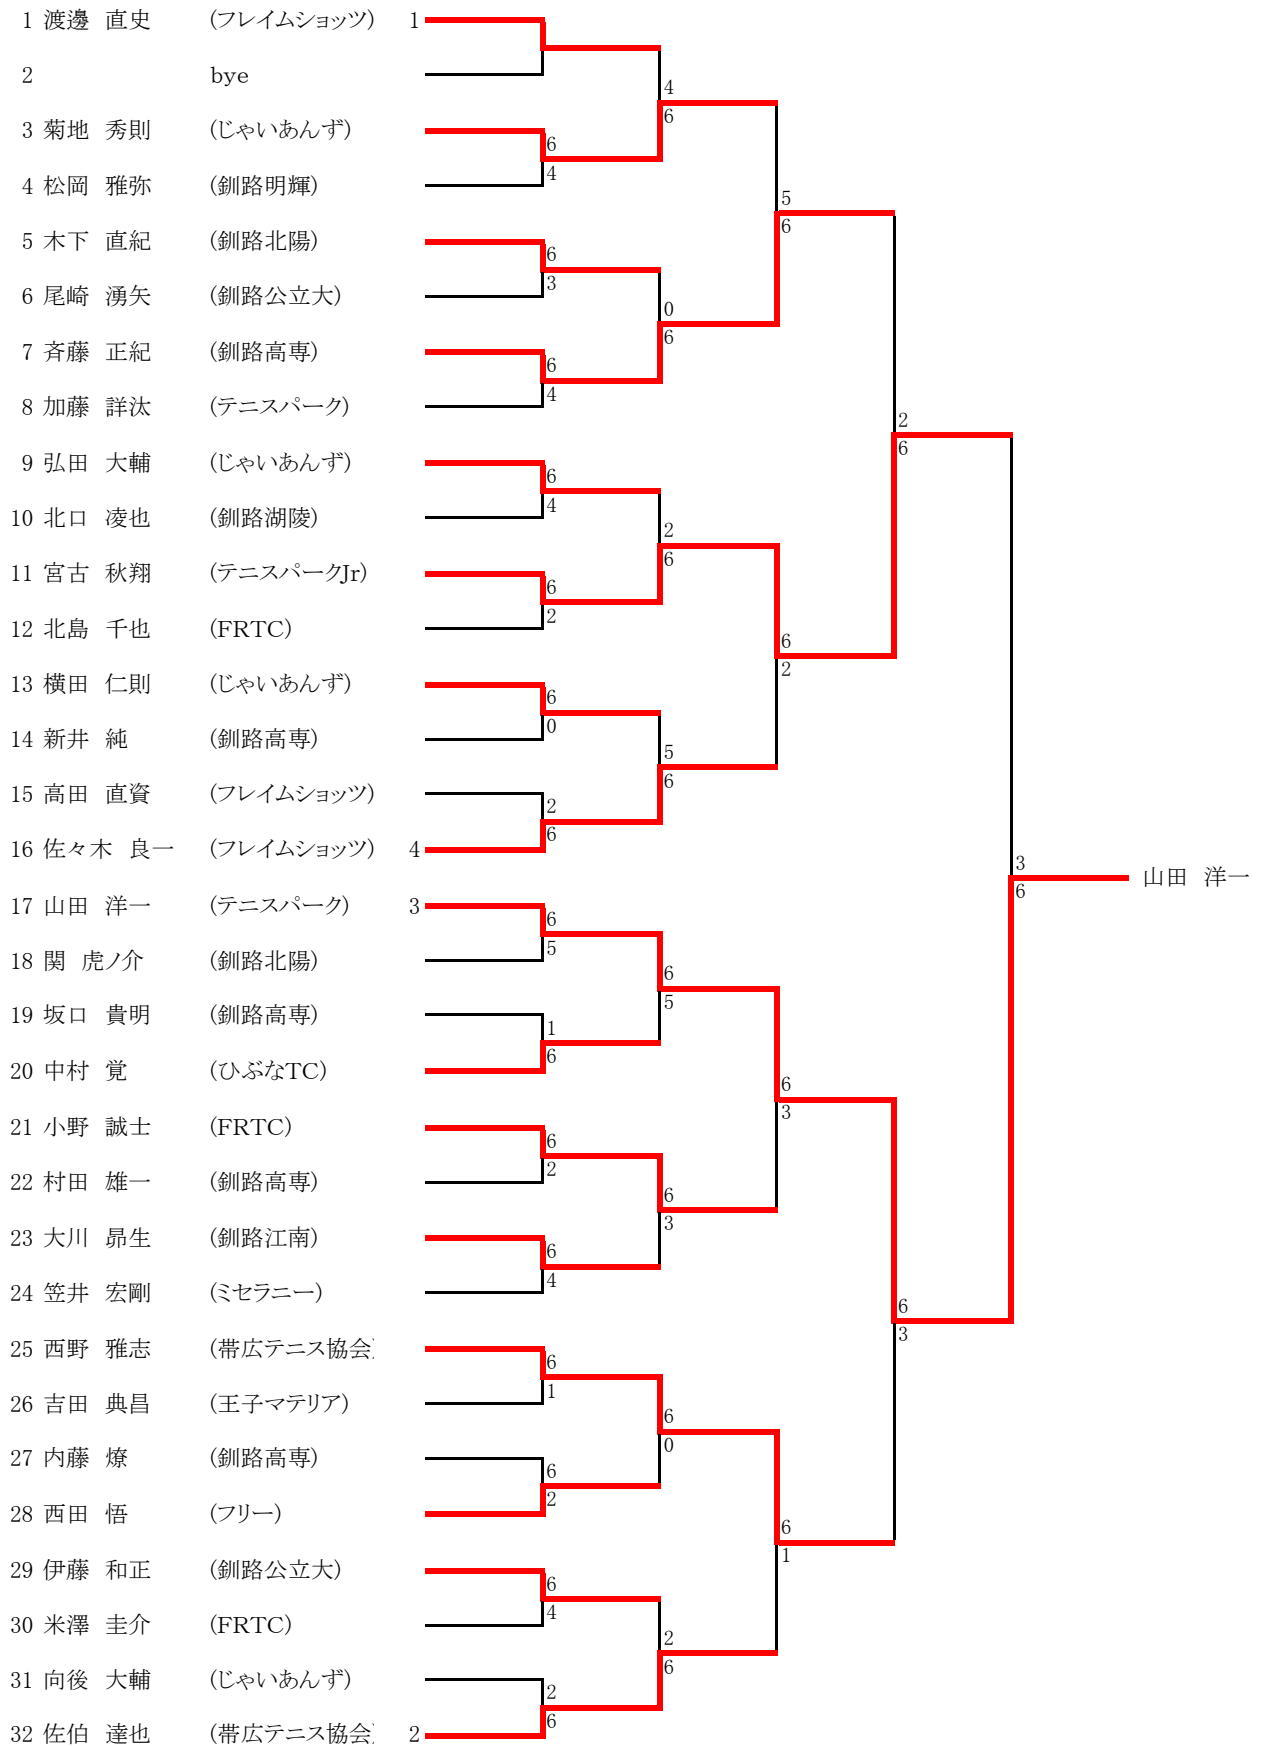 1 渡邊 直史 (フレイムショッツ) 1
2 bye
4
6
3 菊地 秀則 (じゃいあんず)
6
4
4 松岡 雅弥 (釧路明輝)
5
6
5 木下 直紀 (釧路北陽)
6
3
6 尾崎 湧矢 (釧路公立大)
0
6
7 斉藤 正紀 (釧路高専)
6
4
8 加藤 詳汰 (テニスパーク)
2
6
9 弘田 大輔 (じゃいあんず)
6
4
10 北口 凌也 (釧路湖陵)
2
6
11 宮古 秋翔 (テニスパークJr)
6
2
12 北島 千也 (FRTC)
6
2
13 横田 仁則 (じゃいあんず)
6
0
14 新井 純 (釧路高専)
5
6
15 高田 直資 (フレイムショッツ)
2
6
16 佐々木 良一 (フレイムショッツ) 4
3
6
山田 洋一
17 山田 洋一 (テニスパーク) 3
6
5
18 関 虎ノ介 (釧路北陽)
6
5
19 坂口 貴明 (釧路高専)
1
6
20 中村 覚 (ひぶなTC)
6
3
21 小野 誠士 (FRTC)
6
2
22 村田 雄一 (釧路高専)
6
3
23 大川 昴生 (釧路江南)
6
4
24 笠井 宏剛 (ミセラニー)
6
3
25 西野 雅志 (帯広テニス協会)
6
1
26 吉田 典昌 (王子マテリア)
6
0
27 内藤 燎 (釧路高専)
6
2
28 西田 悟 (フリー)
6
1
29 伊藤 和正 (釧路公立大)
6
4
30 米澤 圭介 (FRTC)
2
6
31 向後 大輔 (じゃいあんず)
2
6
32 佐伯 達也 (帯広テニス協会) 2